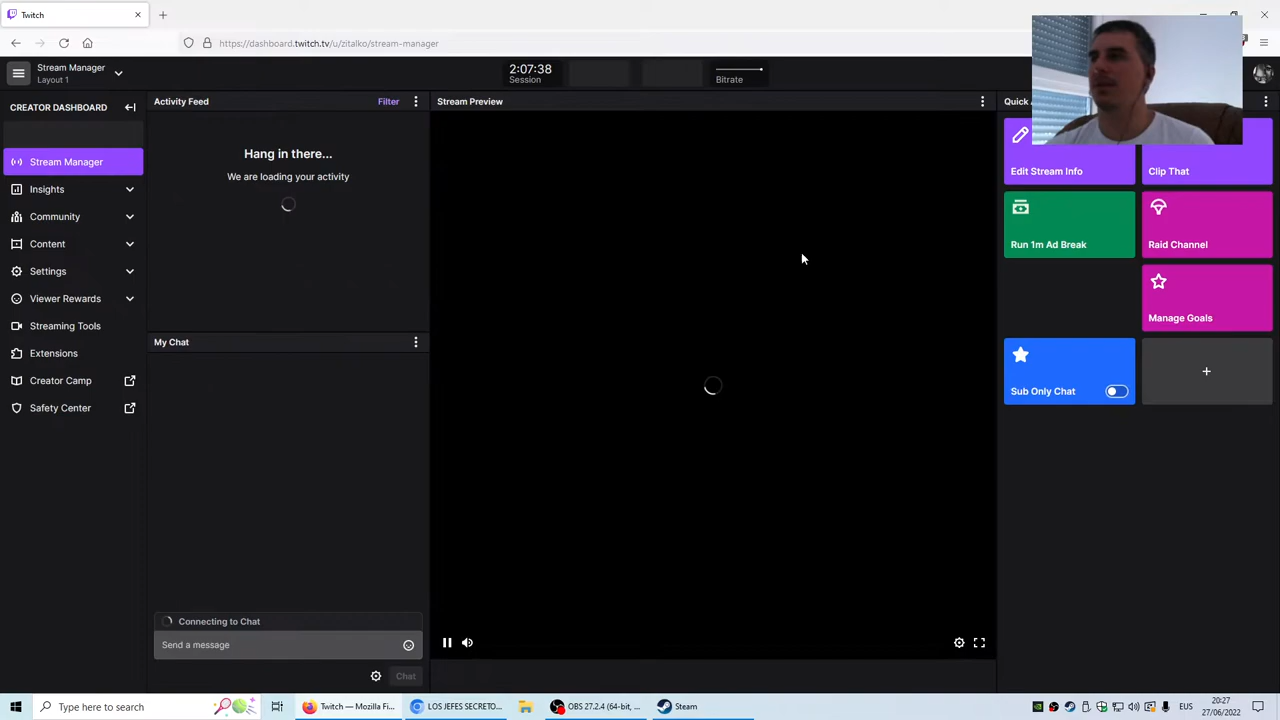 Twitch
https://dashboard.twitch.tv/u/zito/stream-manager
Stream Manager
Layout 1
2:07:38
Session
Bitrate
CREATOR DASHBOARD
Stream Manager
Insights
Community
Content
Settings
Viewer Rewards
Streaming Tools
Extensions
Creator Camp
Safety Center
Activity Feed
Filter
Hang in there...
We are loading your activity
My Chat
Connecting to Chat
Send a message
Chat
Stream Preview
Quick
Edit Stream Info
Clip That
Run 1m Ad Break
Raid Channel
Manage Goals
Sub Only Chat
+
Type here to search
Twitch — Mozilla Fi...
LOS JEFES SECRETO...
OBS 27.2.4 (64-bit, ...
Steam
EUS
20:27
27/06/2022